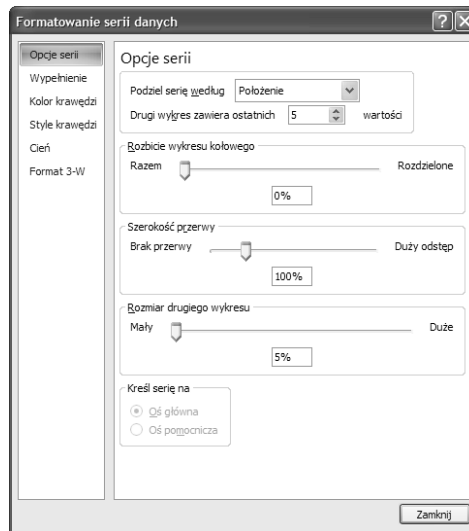 Formatowanie serii danych
Opcje serii
Wypełnienie
Kolor krawędzi
Style krawędzi
Cień
Format 3-W
Opcje serii
Podziel serię według Położenie
Drugi wykres zawiera ostatnich 5 wartości
Rozbicie wykresu kołowego
Razem Rozdzielone
0%
Szerokość przerwy
Brak przerwy Duży odstęp
100%
Rozmiar drugiego wykresu
Mały Duże
5%
Kreśl serię na
Oś główna
Oś pomocnicza
Zamknij